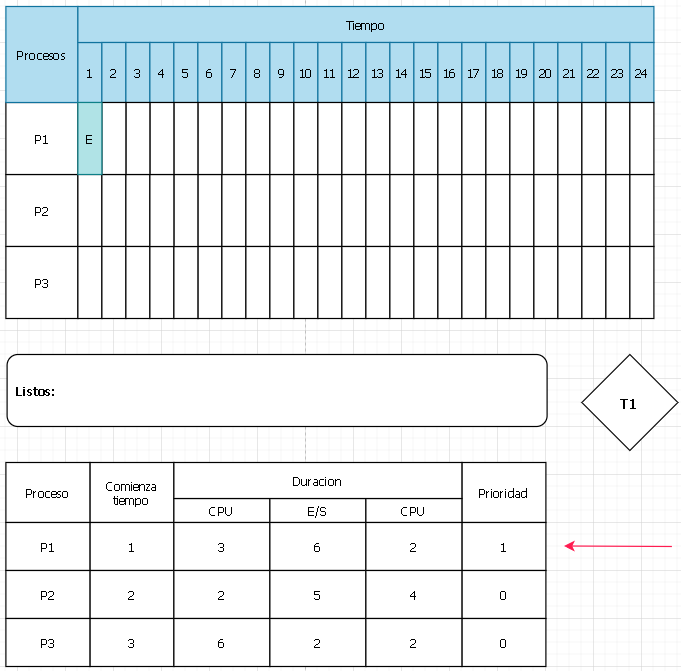 Procesos
Tiempo
1 2 3 4 5 6 7 8 9 10 11 12 13 14 15 16 17 18 19 20 21 22 23 24
P1 E
P2
P3
Listos:
T1
Proceso
Comienza
tiempo
Duracion
Prioridad
CPU E/S CPU
P1 1 3 6 2 1
P2 2 2 5 4 0
P3 3 6 2 2 0